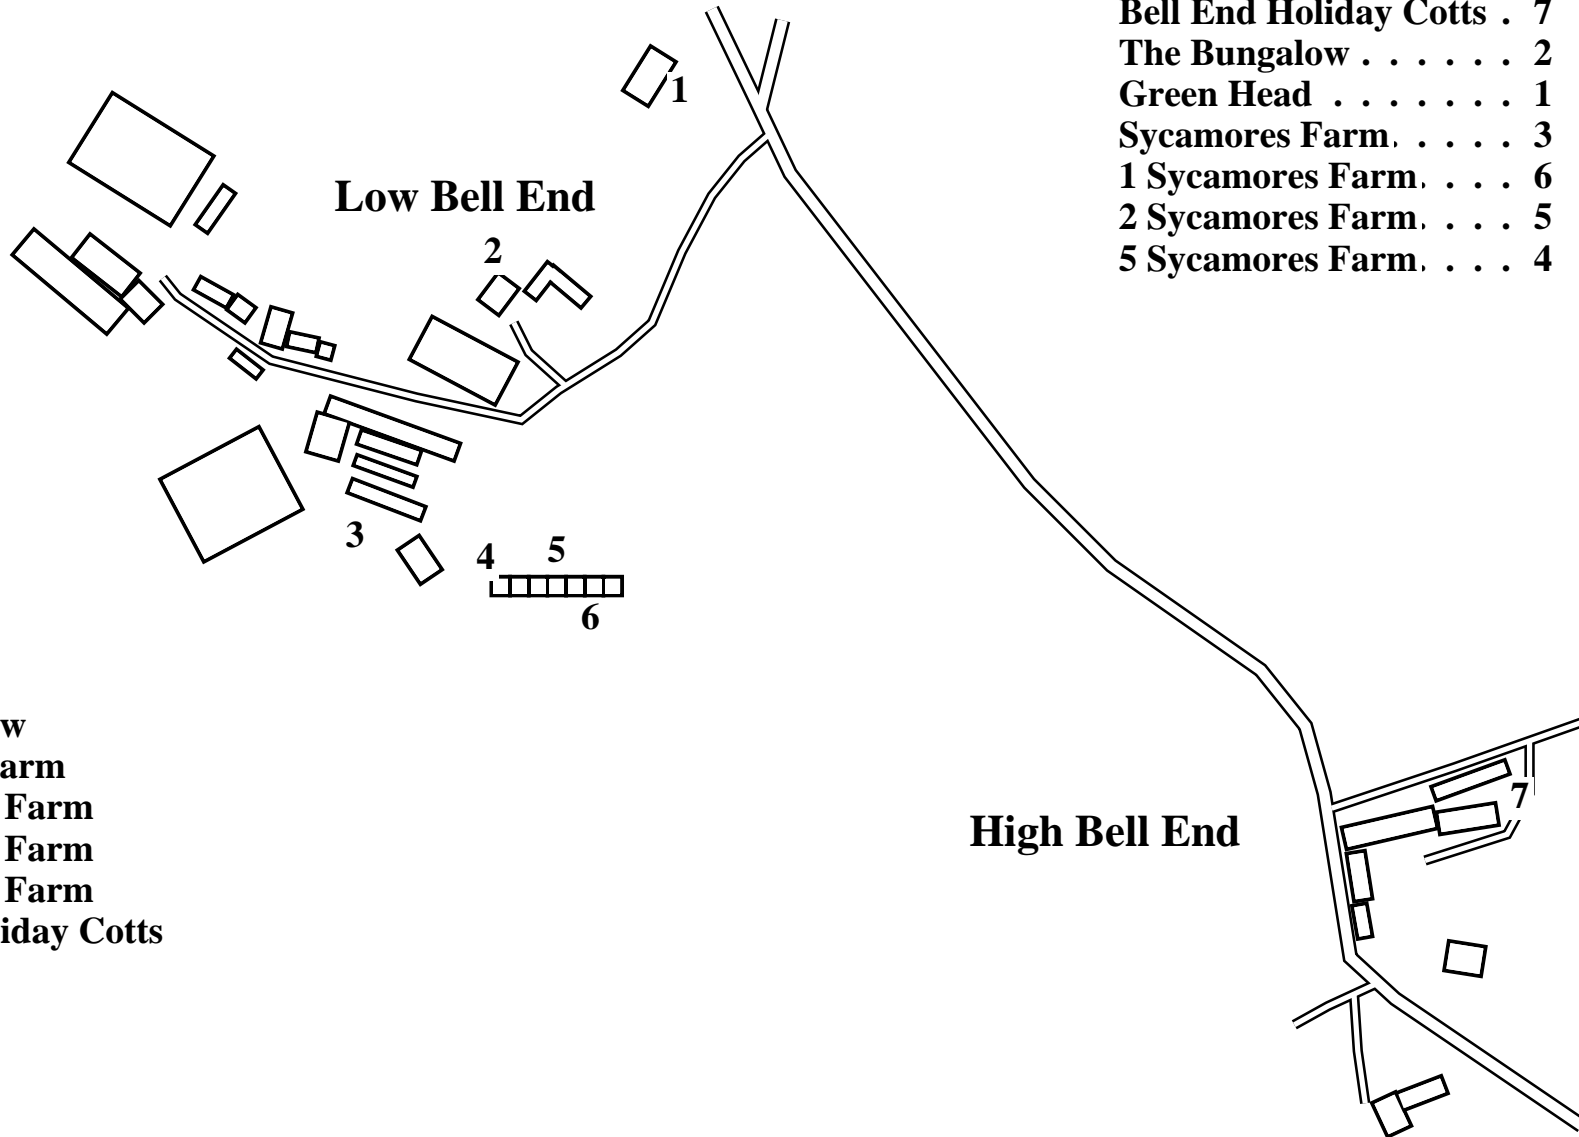 Bell End Holiday Cotts . 7
The Bungalow . . . . . . 2
Green Head . . . . . . . 1
Sycamores Farm. . . . . 3
1 Sycamores Farm. . . . 6
2 Sycamores Farm. . . . 5
5 Sycamores Farm. . . . 4
1
Low Bell End
2
3
4
5
6
w
arm
Farm
Farm
Farm
iday Cotts
7
High Bell End